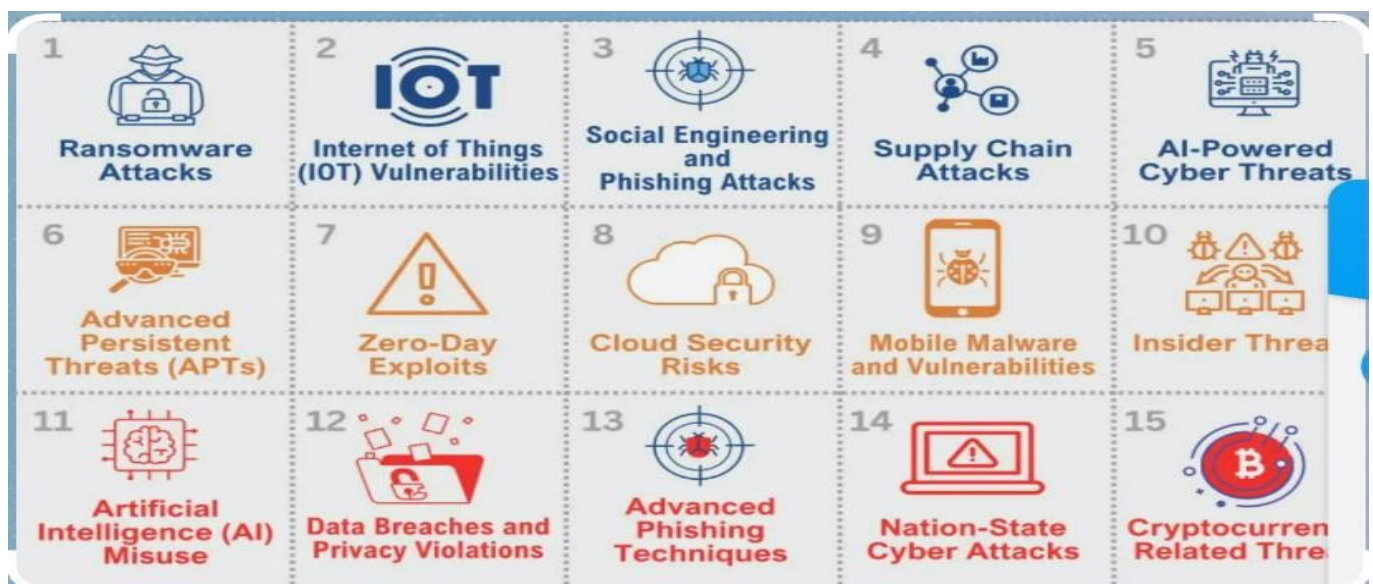 1
Ransomware
Attacks
2
IOT
Internet of Things
(IOT) Vulnerabilities
3
Social Engineering
and
Phishing Attacks
4
Supply Chain
Attacks
5
AI-Powered
Cyber Threats
6
Advanced
Persistent
Threats (APTs)
7
Zero-Day
Exploits
8
Cloud Security
Risks
9
Mobile Malware
and Vulnerabilities
10
Insider Threa
11
Artificial
Intelligence (AI)
Misuse
12
Data Breaches and
Privacy Violations
13
Advanced
Phishing
Techniques
14
Nation-State
Cyber Attacks
15
Cryptocurren
Related Thre